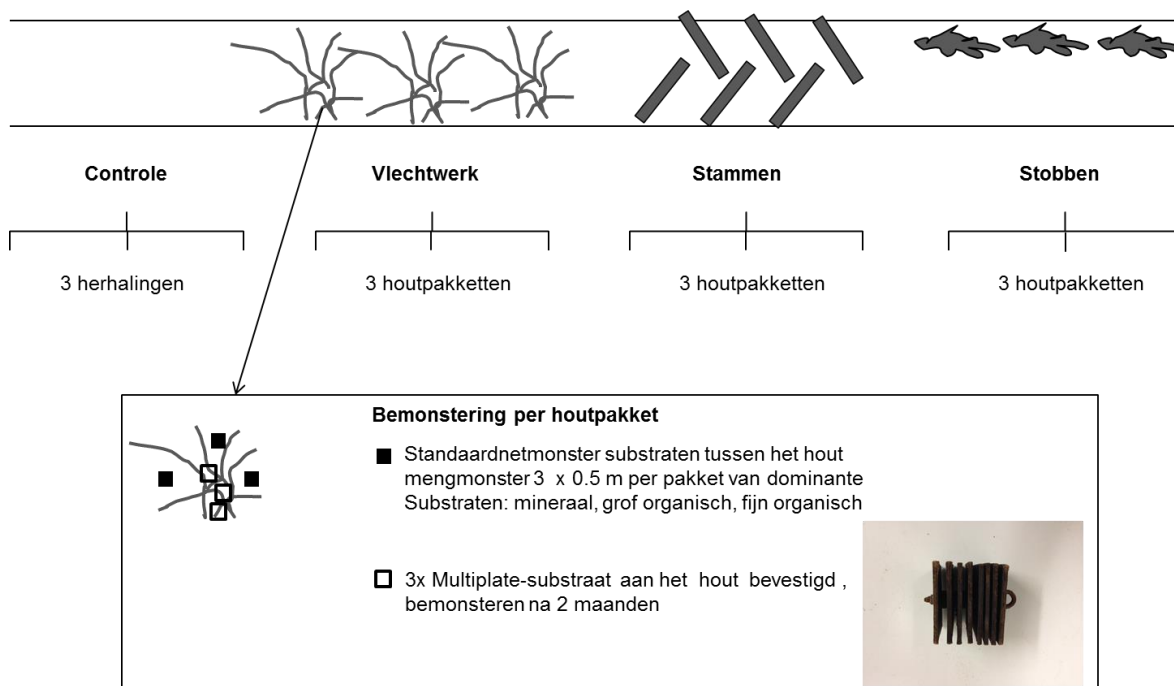 Controle
Vlechtwerk
Stammen
Stobben
3 herhalingen
3 houtpakketten
3 houtpakketten
3 houtpakketten
Bemonstering per houtpakket
Standaardnetmonster substraten tussen het hout
mengmonster 3 x 0.5 m per pakket van dominante
Substraten: mineraal, grof organisch, fijn organisch
3x Multiplate-substraat aan het hout bevestigd ,
bemonsteren na 2 maanden